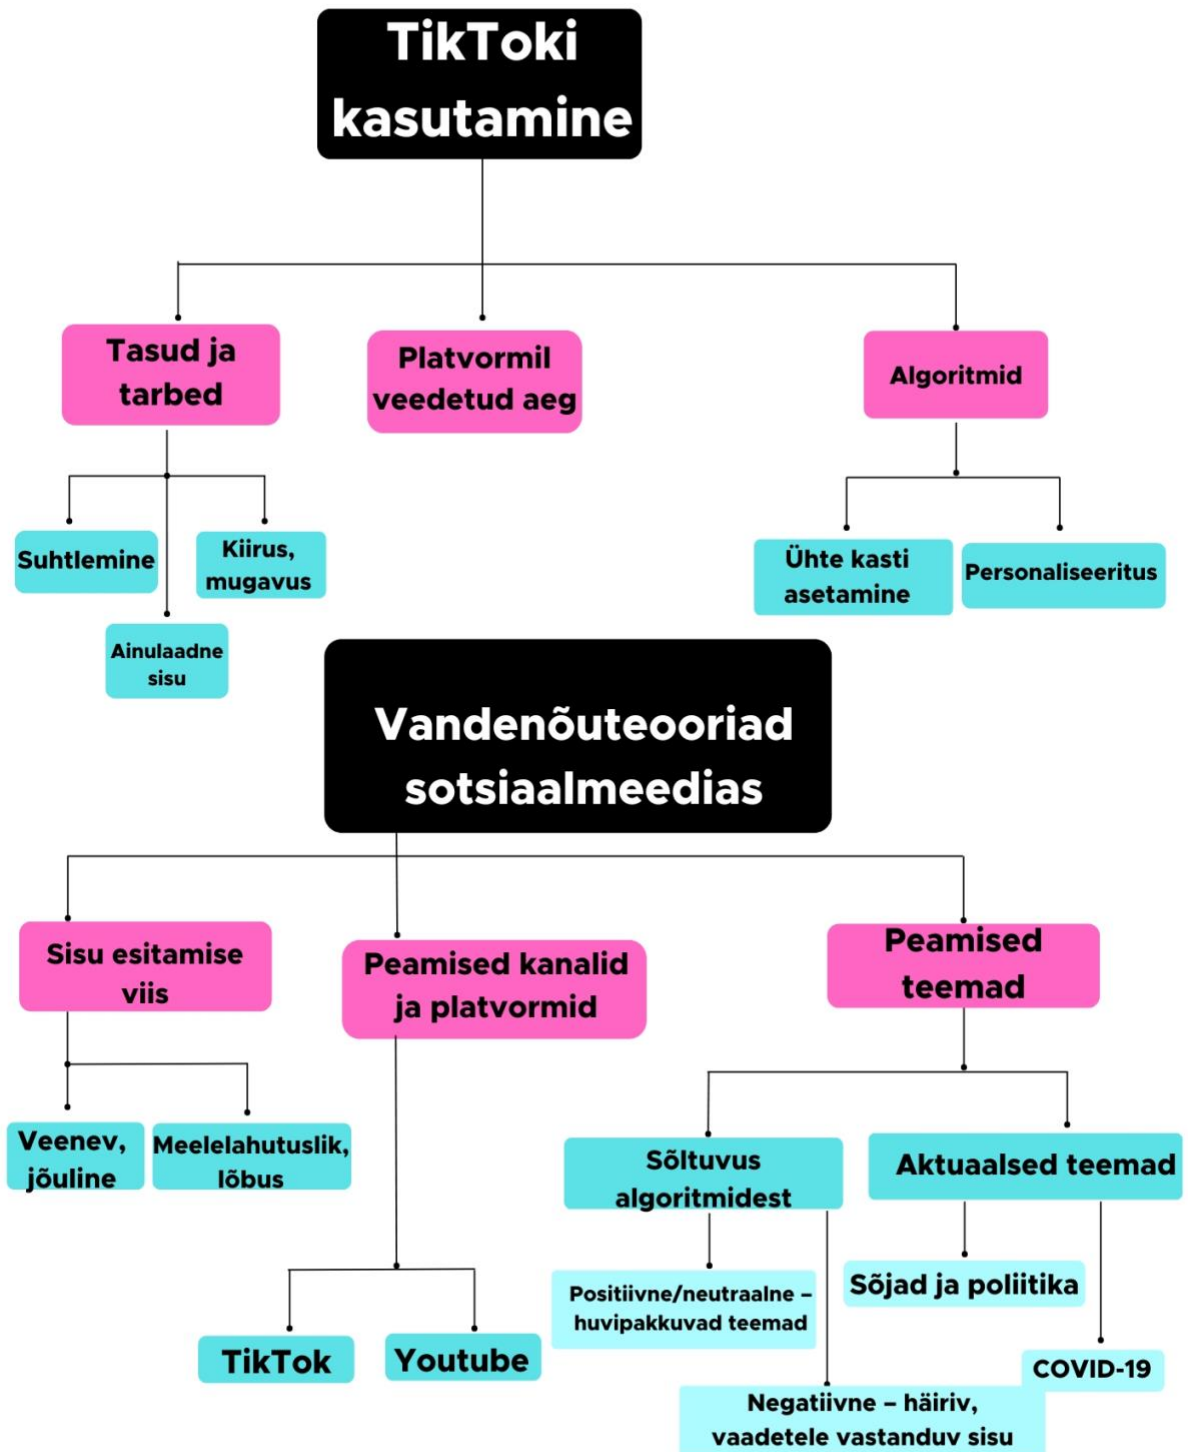 TikToki
kasutamine
Tasud ja
tarbed
Platvormil
veedetud aeg
Algoritmid
Suhtlemine
Kiirus,
mugavus
Ainulaadne
sisu
Ühte kasti
asetamine
Personaliseeritus
Vandenõuteooriad
sotsiaalmeedias
Sisu esitamise
viis
Peamised kanalid
ja platvormid
Peamised
teemad
Veenev,
jõuline
Meelelahutuslik,
lõbus
TikTok
Youtube
Sõltuvus
algoritmidest
Aktuaalsed teemad
Positiivne/neutraalne –
huvipakkuvad teemad
Negatiivne – häiriv,
vaadetele vastanduv sisu
Sõjad ja poliitika
COVID-19